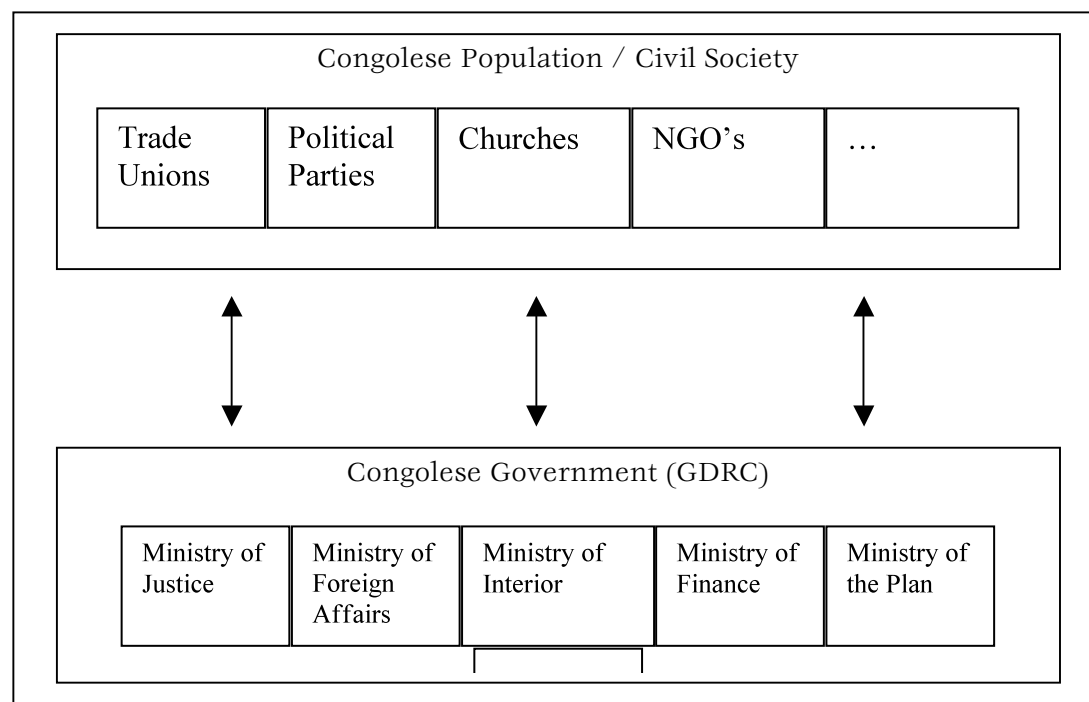 Congolese Population / Civil Society
Trade
Unions
Political
Parties
Churches
NGO’s
…
Congolese Government (GDRC)
Ministry of
Justice
Ministry of
Foreign
Affairs
Ministry of
Interior
Ministry of
Finance
Ministry of
the Plan